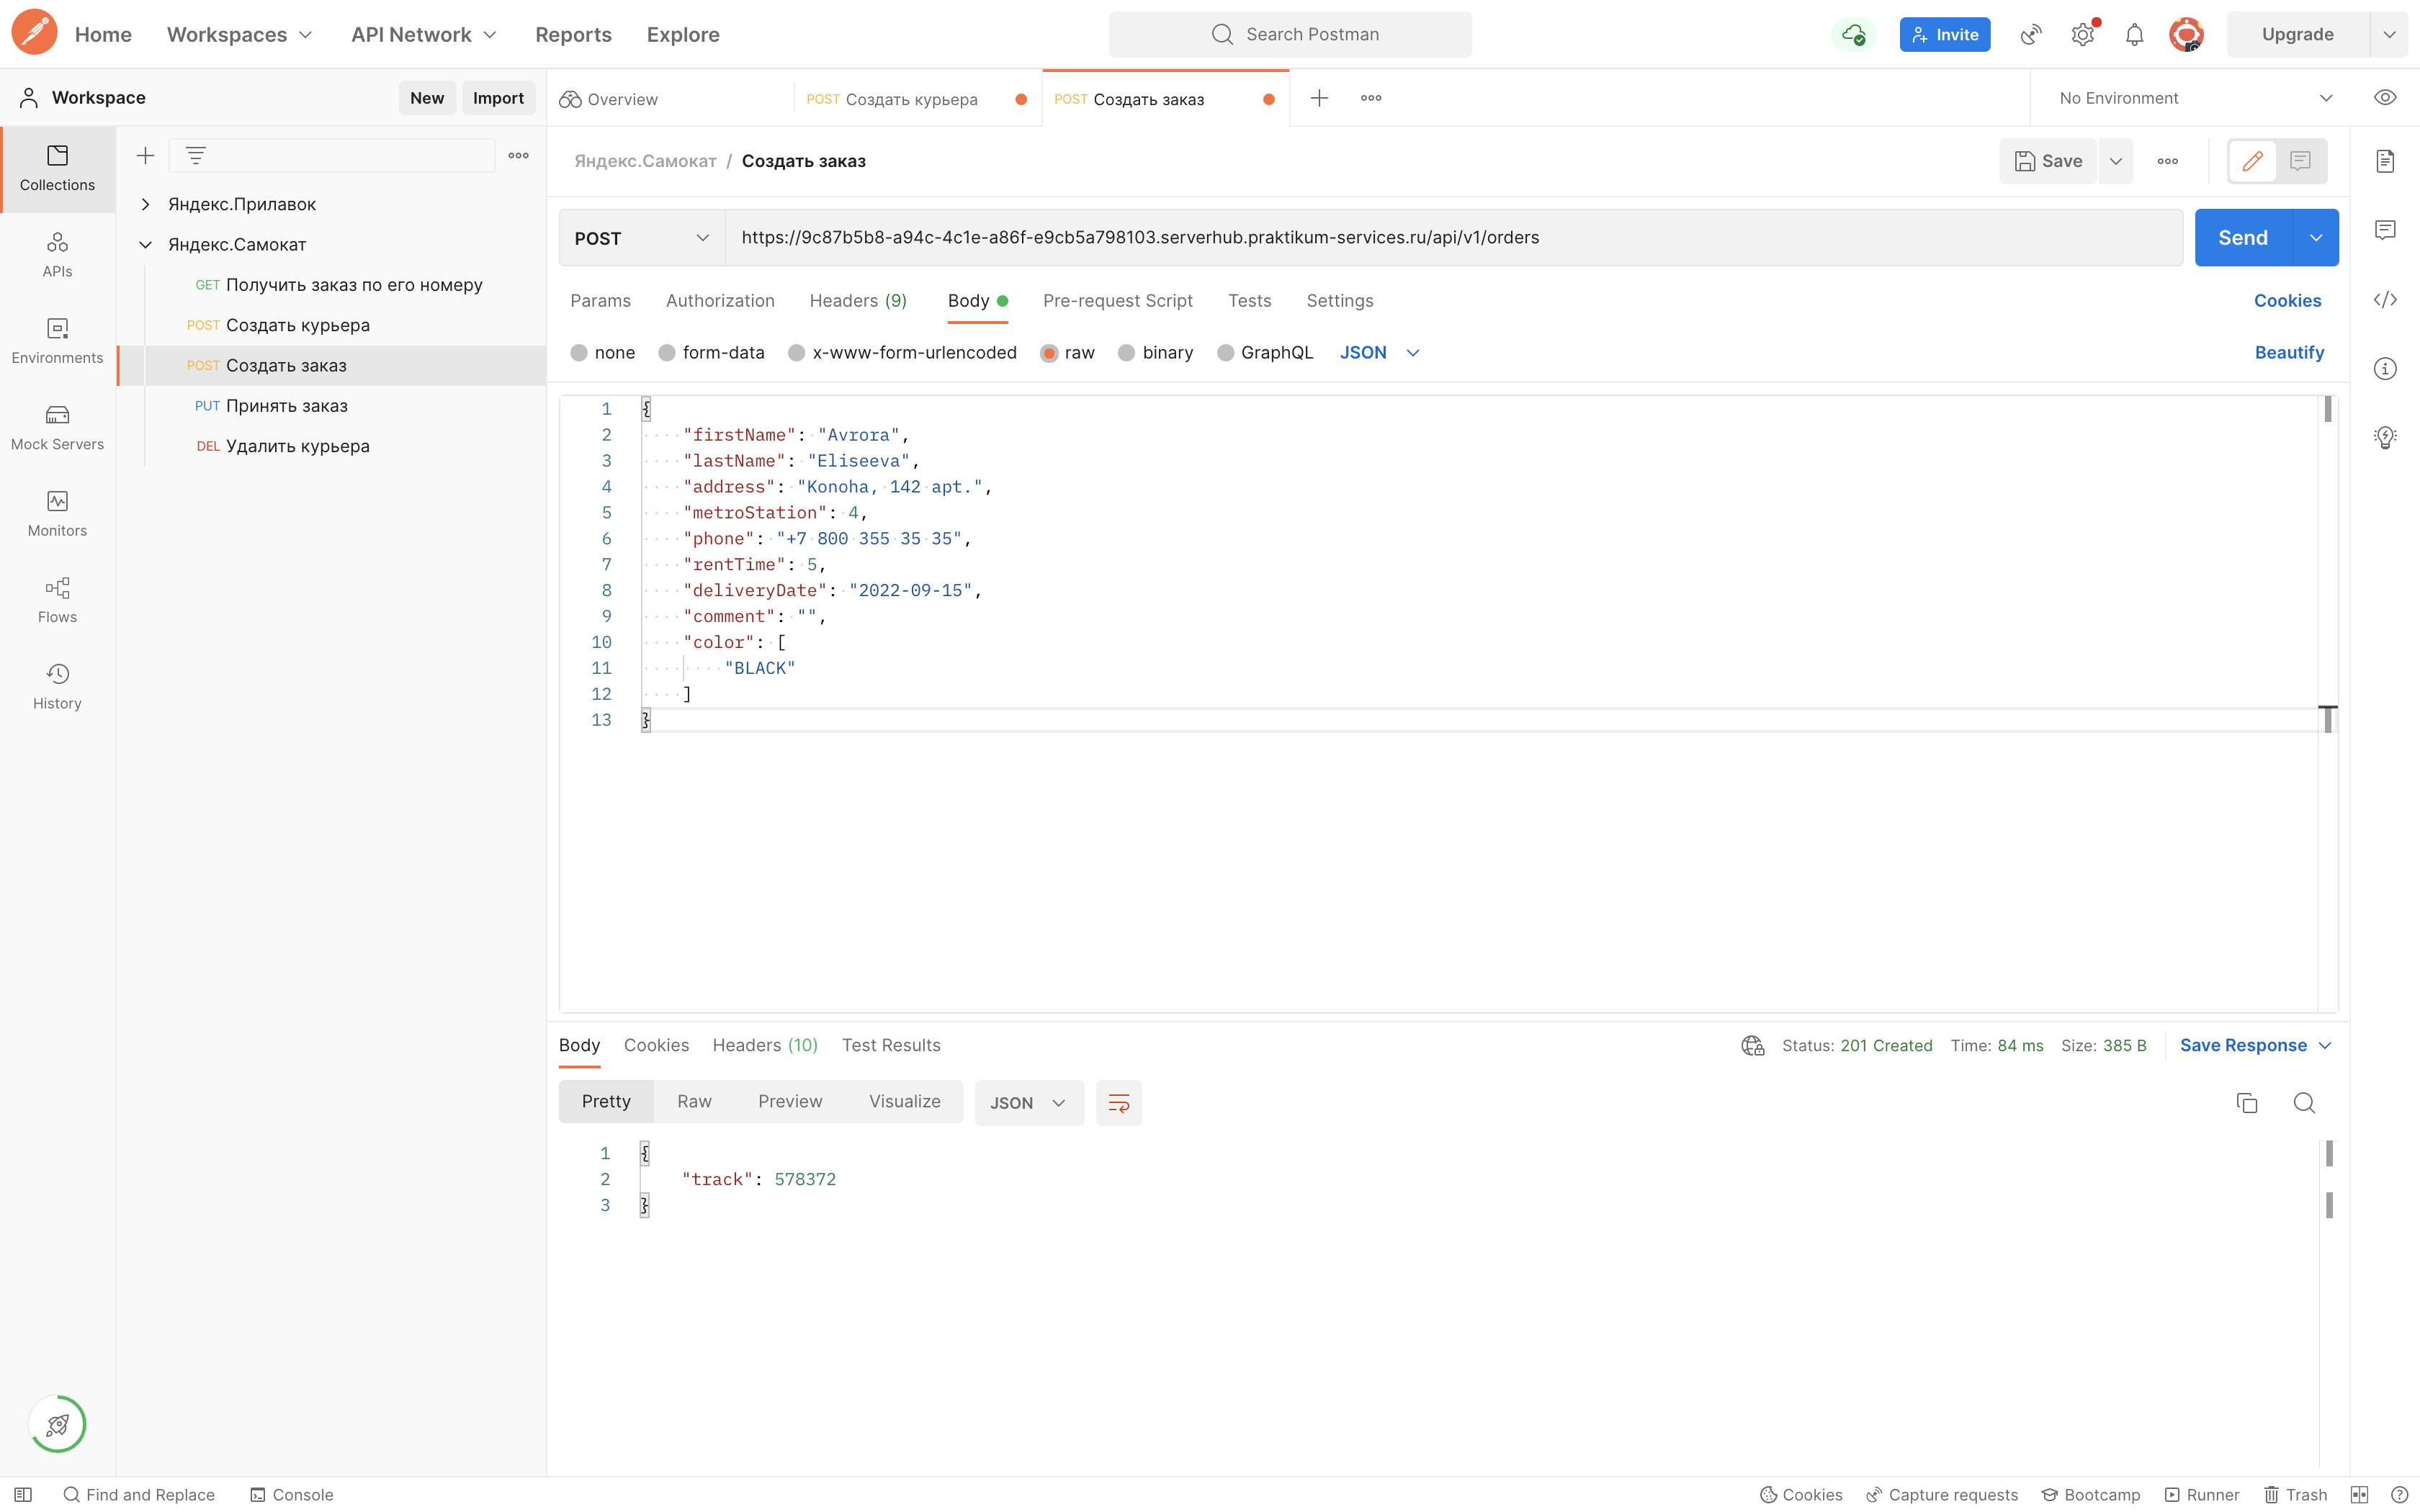 Home Workspaces API Network Reports Explore Search Postman Invite Upgrade
Workspace New Import
Overview POST Создать курьера POST Создать заказ No Environment
Collections
APIs
Environments
Mock Servers
Monitors
Flows
History
Яндекс.Прилавок
Яндекс.Самокат
GET Получить заказ по его номеру
POST Создать курьера
POST Создать заказ
PUT Принять заказ
DEL Удалить курьера
Яндекс.Самокат / Создать заказ Save
POST https://9c87b5b8-a94c-4c1e-a86f-e9cb5a798103.serverhub.praktikum-services.ru/api/v1/orders Send
Params Authorization Headers (9) Body Pre-request Script Tests Settings Cookies
none form-data x-www-form-urlencoded raw binary GraphQL JSON Beautify
1 {
2 "firstName": "Avrora",
3 "lastName": "Eliseeva",
4 "address": "Konoha, 142 apt.",
5 "metroStation": 4,
6 "phone": "+7 800 355 35 35",
7 "rentTime": 5,
8 "deliveryDate": "2022-09-15",
9 "comment": "",
10 "color": [
11 "BLACK"
12 ]
13 }
Body Cookies Headers (10) Test Results Status: 201 Created Time: 84 ms Size: 385 B Save Response
Pretty Raw Preview Visualize JSON
1 {
2 "track": 578372
3 }
Find and Replace Console Cookies Capture requests Bootcamp Runner Trash